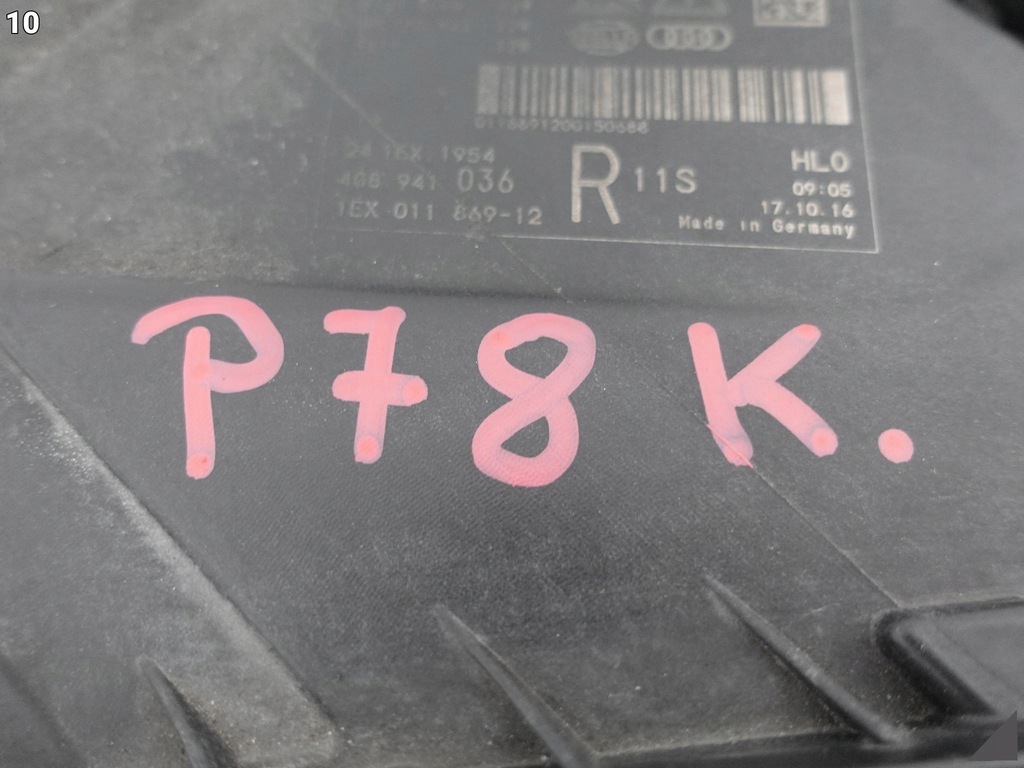 10
24 1EX 1954
4G8 941 036
1EX 011 869-12
R 11S
HLO
09:05
17.10.16
Made in Germany
P78K.